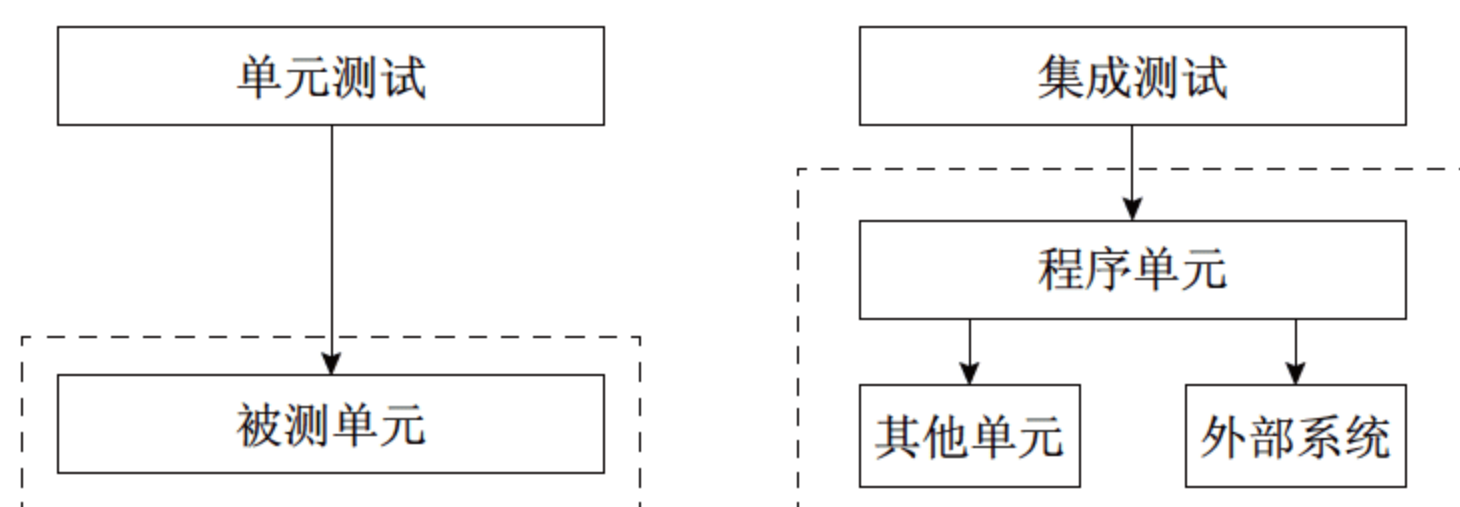 单元测试
集成测试
程序单元
被测单元
其他单元
外部系统